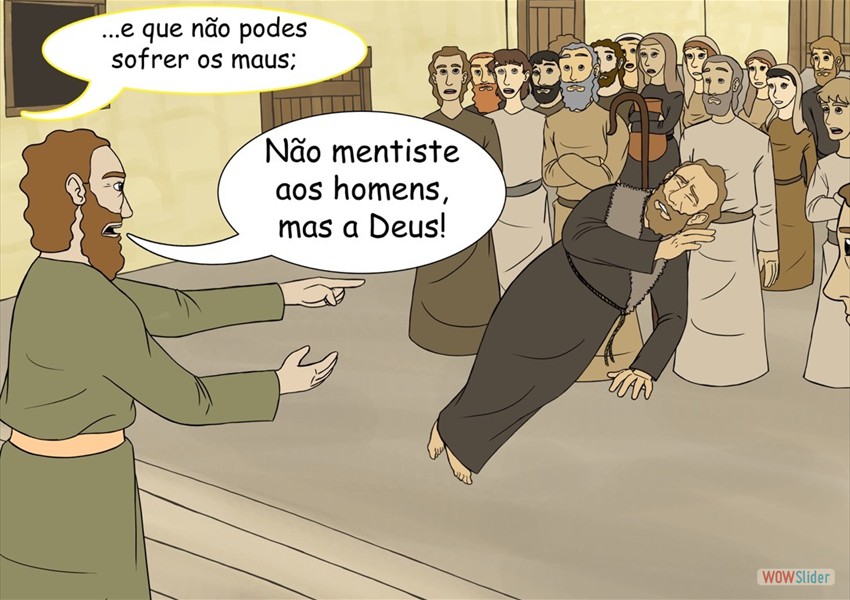 ...e que não podes
sofrer os maus;
Não mentiste
aos homens,
mas a Deus!
WOWSlider